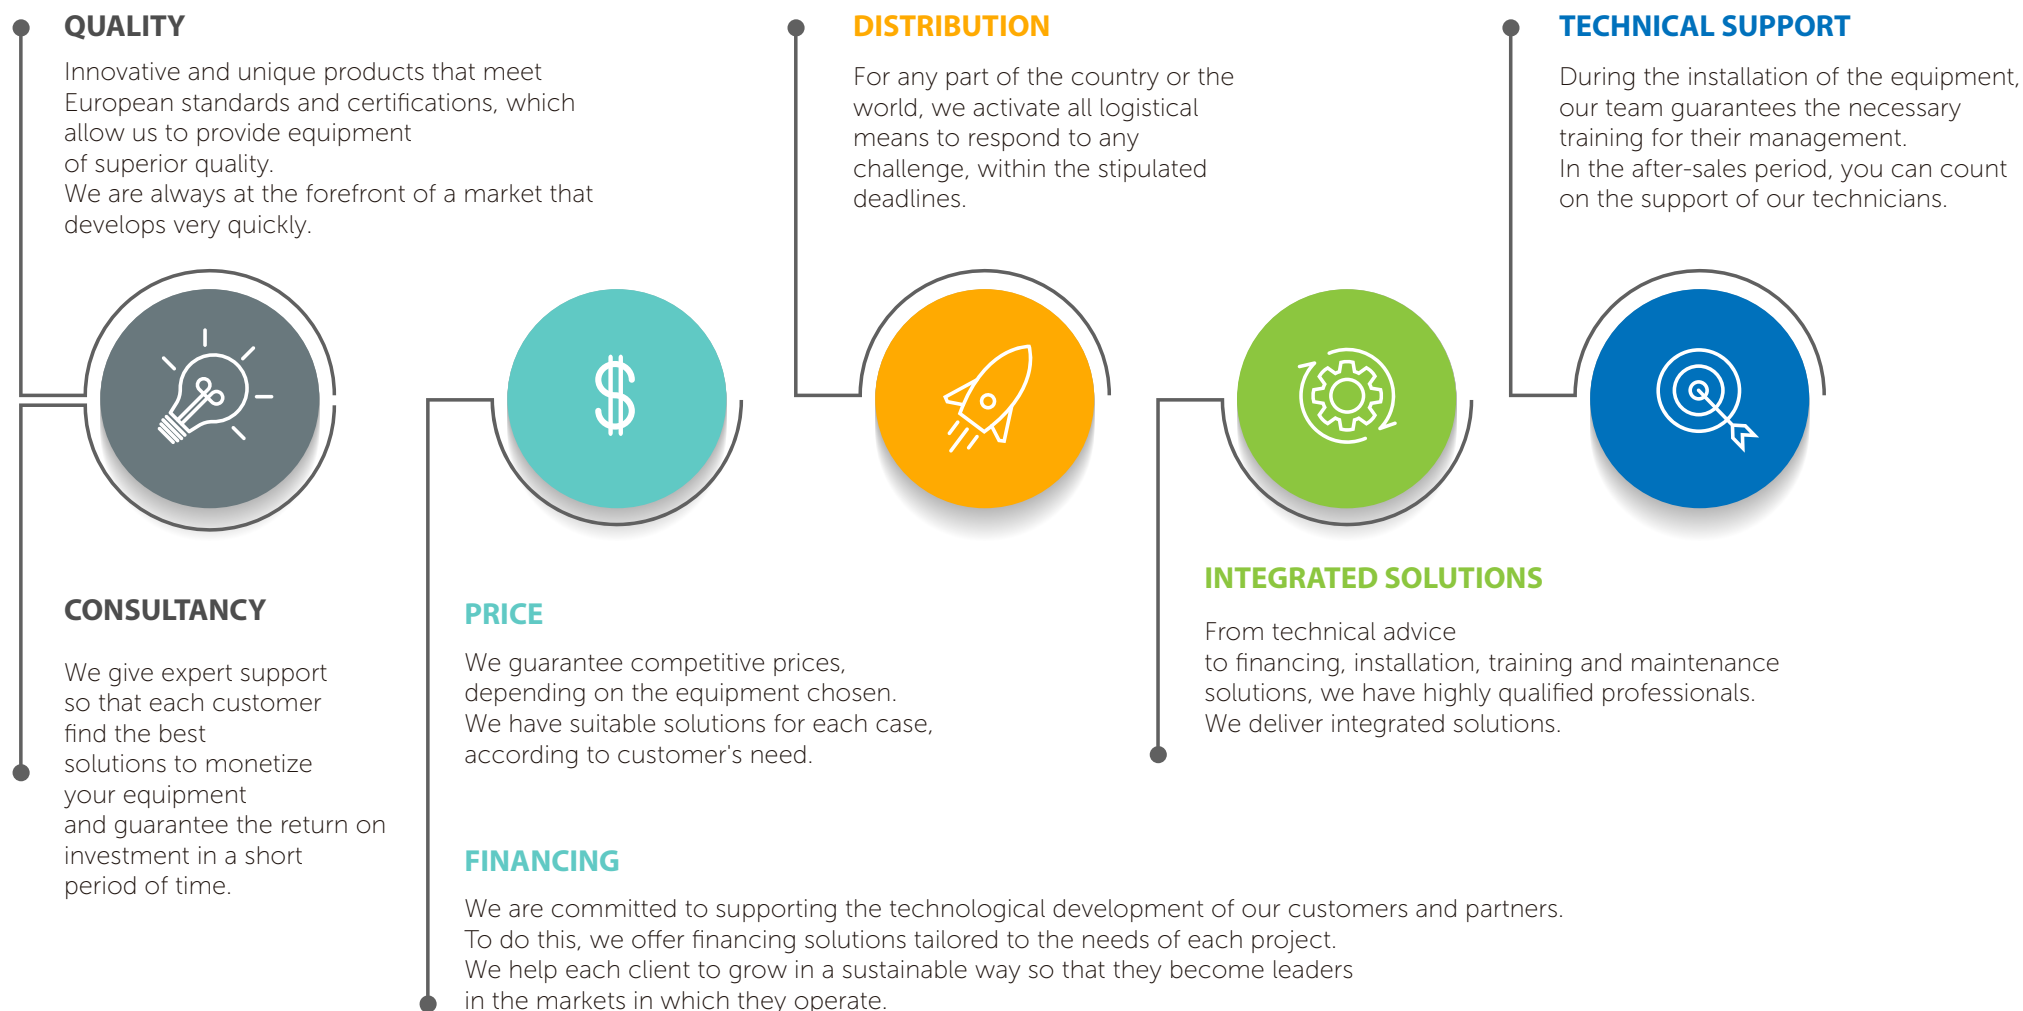 QUALITY
Innovative and unique products that meet
European standards and certifications, which
allow us to provide equipment
of superior quality.
We are always at the forefront of a market that
develops very quickly.
DISTRIBUTION
For any part of the country or the
world, we activate all logistical
means to respond to any
challenge, within the stipulated
deadlines.
TECHNICAL SUPPORT
During the installation of the equipment,
our team guarantees the necessary
training for their management.
In the after-sales period, you can count
on the support of our technicians.
$
CONSULTANCY
We give expert support
so that each customer
find the best
solutions to monetize
your equipment
and guarantee the return on
investment in a short
period of time.
PRICE
We guarantee competitive prices,
depending on the equipment chosen.
We have suitable solutions for each case,
according to customer's need.
INTEGRATED SOLUTIONS
From technical advice
to financing, installation, training and maintenance
solutions, we have highly qualified professionals.
We deliver integrated solutions.
FINANCING
We are committed to supporting the technological development of our customers and partners.
To do this, we offer financing solutions tailored to the needs of each project.
We help each client to grow in a sustainable way so that they become leaders
in the markets in which they operate.